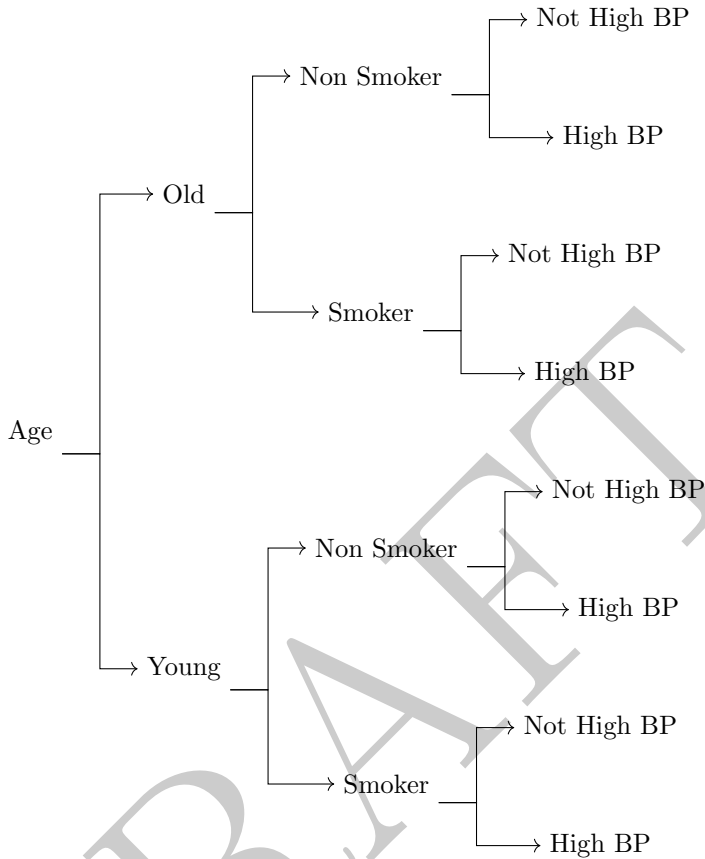 Not High BP
Non Smoker
High BP
Old
Not High BP
Smoker
High BP
Age
Not High BP
Non Smoker
High BP
Young
Not High BP
Smoker
High BP
DRAFT